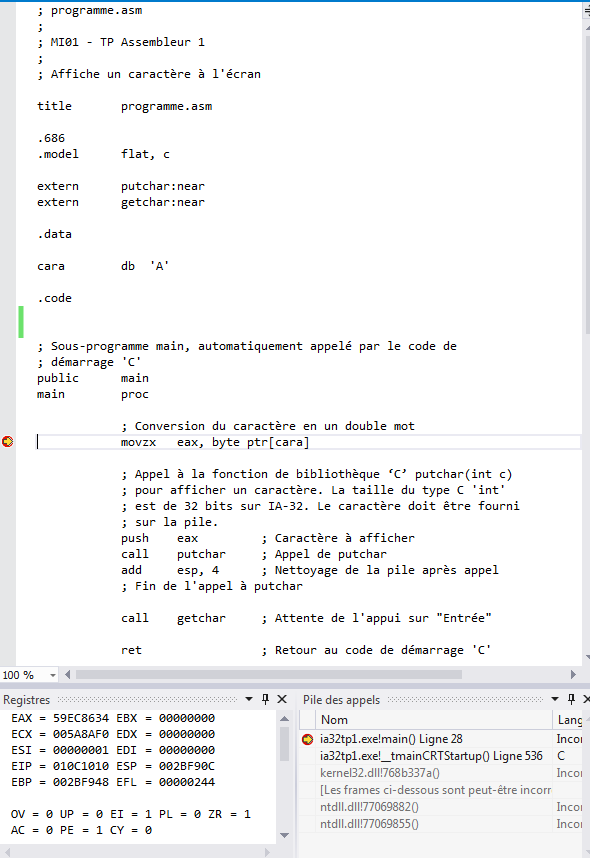 ; programme.asm
;
; MI01 - TP Assembleur 1
;
; Affiche un caractère à l'écran
title programme.asm
.686
.model flat, c
extern putchar:near
extern getchar:near
.data
cara db 'A'
.code
; Sous-programme main, automatiquement appelé par le code de
; démarrage 'C'
public main
main proc
; Conversion du caractère en un double mot
movzx eax, byte ptr[cara]
; Appel à la fonction de bibliothèque ‘C’ putchar(int c)
; pour afficher un caractère. La taille du type C 'int'
; est de 32 bits sur IA-32. Le caractère doit être fourni
; sur la pile.
push eax ; Caractère à afficher
call putchar ; Appel de putchar
add esp, 4 ; Nettoyage de la pile après appel
; Fin de l'appel à putchar
call getchar ; Attente de l'appui sur "Entrée"
ret ; Retour au code de démarrage 'C'
100 %
Registres
EAX = 59EC8634 EBX = 00000000
ECX = 005A8AF0 EDX = 00000000
ESI = 00000001 EDI = 00000000
EIP = 010C1010 ESP = 002BF90C
EBP = 002BF948 EFL = 00000244
OV = 0 UP = 0 EI = 1 PL = 0 ZR = 1
AC = 0 PE = 1 CY = 0
Pile des appels
Nom Lang
ia32tp1.exe!main() Ligne 28 Incor
ia32tp1.exe!__tmainCRTStartup() Ligne 536 C
kernel32.dll!768b337a() Incor
[Les frames ci-dessous sont peut-être incorr
ntdll.dll!77069882() Incor
ntdll.dll!77069855() Incor